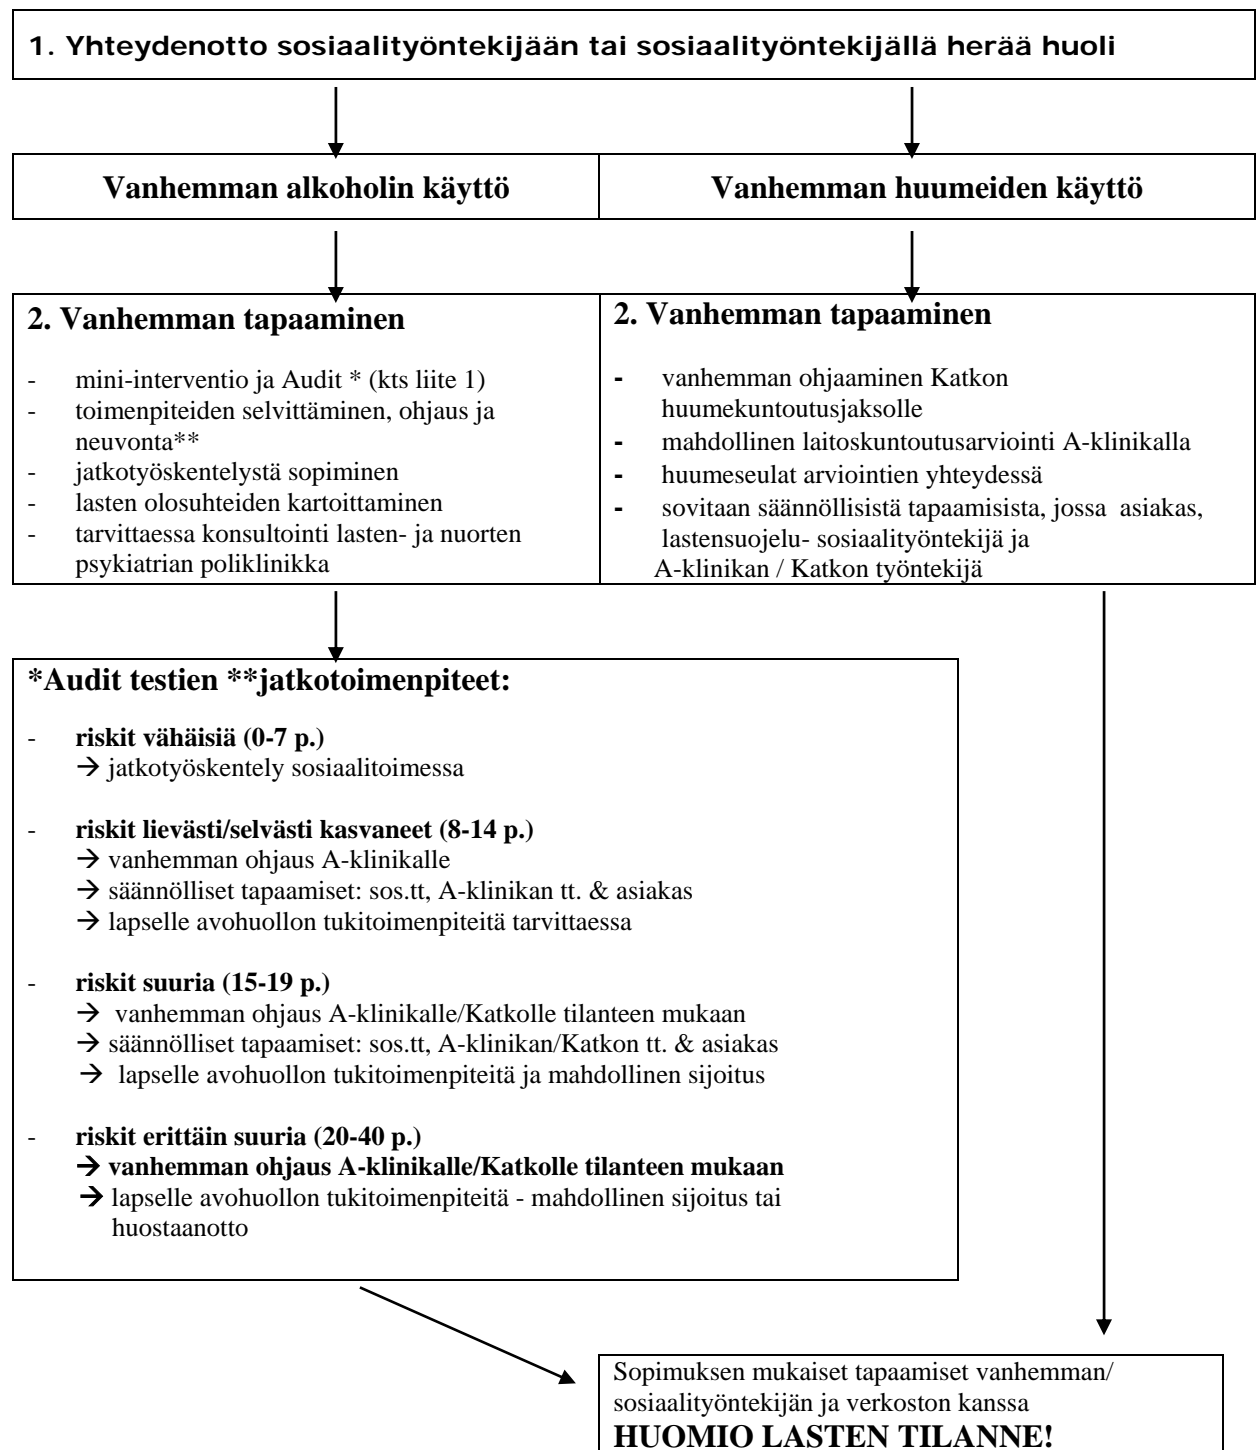 1. Yhteydenotto sosiaalityöntekijään tai sosiaalityöntekijällä herää huoli
Vanhemman alkoholin käyttö
Vanhemman huumeiden käyttö
2. Vanhemman tapaaminen
- mini-interventio ja Audit * (kts liite 1)
- toimenpiteiden selvittäminen, ohjaus ja
neuvonta**
- jatkotyöskentelystä sopiminen
- lasten olosuhteiden kartoittaminen
- tarvittaessa konsultointi lasten- ja nuorten
psykiatrian poliklinikka
2. Vanhemman tapaaminen
- vanhemman ohjaaminen Katkon
huumekuntoutusjaksolle
- mahdollinen laitoskuntoutusarviointi A-klinikalla
- huumeseulat arviointien yhteydessä
- sovitaan säännöllisistä tapaamisista, jossa asiakas,
lastensuojelu- sosiaalityöntekijä ja
A-klinikan / Katkon työntekijä
*Audit testien **jatkotoimenpiteet:
- riskit vähäisiä (0-7 p.)
→ jatkotyöskentely sosiaalitoimessa
- riskit lievästi/selvästi kasvaneet (8-14 p.)
→ vanhemman ohjaus A-klinikalle
→ säännölliset tapaamiset: sos.tt, A-klinikan tt. & asiakas
→ lapselle avohuollon tukitoimenpiteitä tarvittaessa
- riskit suuria (15-19 p.)
→ vanhemman ohjaus A-klinikalle/Katkolle tilanteen mukaan
→ säännölliset tapaamiset: sos.tt, A-klinikan/Katkon tt. & asiakas
→ lapselle avohuollon tukitoimenpiteitä ja mahdollinen sijoitus
- riskit erittäin suuria (20-40 p.)
→ vanhemman ohjaus A-klinikalle/Katkolle tilanteen mukaan
→ lapselle avohuollon tukitoimenpiteitä - mahdollinen sijoitus tai
huostaanotto
Sopimuksen mukaiset tapaamiset vanhemman/
sosiaalityöntekijän ja verkoston kanssa
HUOMIO LASTEN TILANNE!